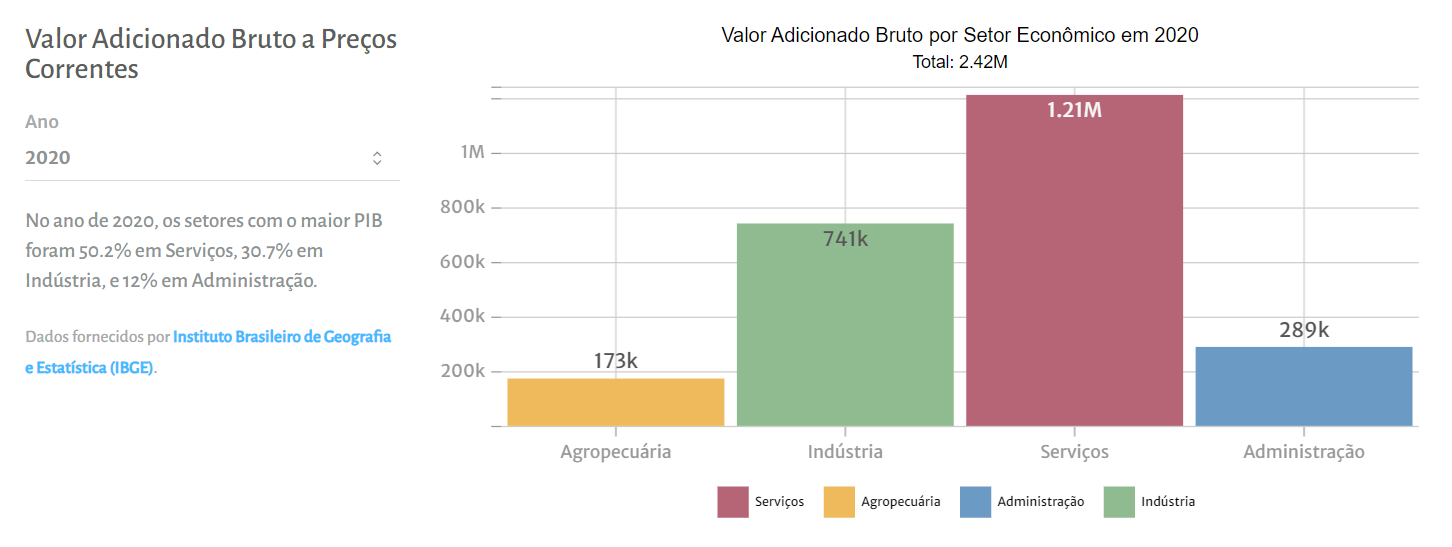 Valor Adicionado Bruto a Preços
Correntes
Ano
2020
No ano de 2020, os setores com o maior PIB
foram 50.2% em Serviços, 30.7% em
Indústria, e 12% em Administração.
Dados fornecidos por Instituto Brasileiro de Geografia
e Estatística (IBGE).
Valor Adicionado Bruto por Setor Econômico em 2020
Total: 2.42M
1M
800k
600k
400k
200k
173k
741k
1.21M
289k
Agropecuária
Indústria
Serviços
Administração
Serviços
Agropecuária
Administração
Indústria